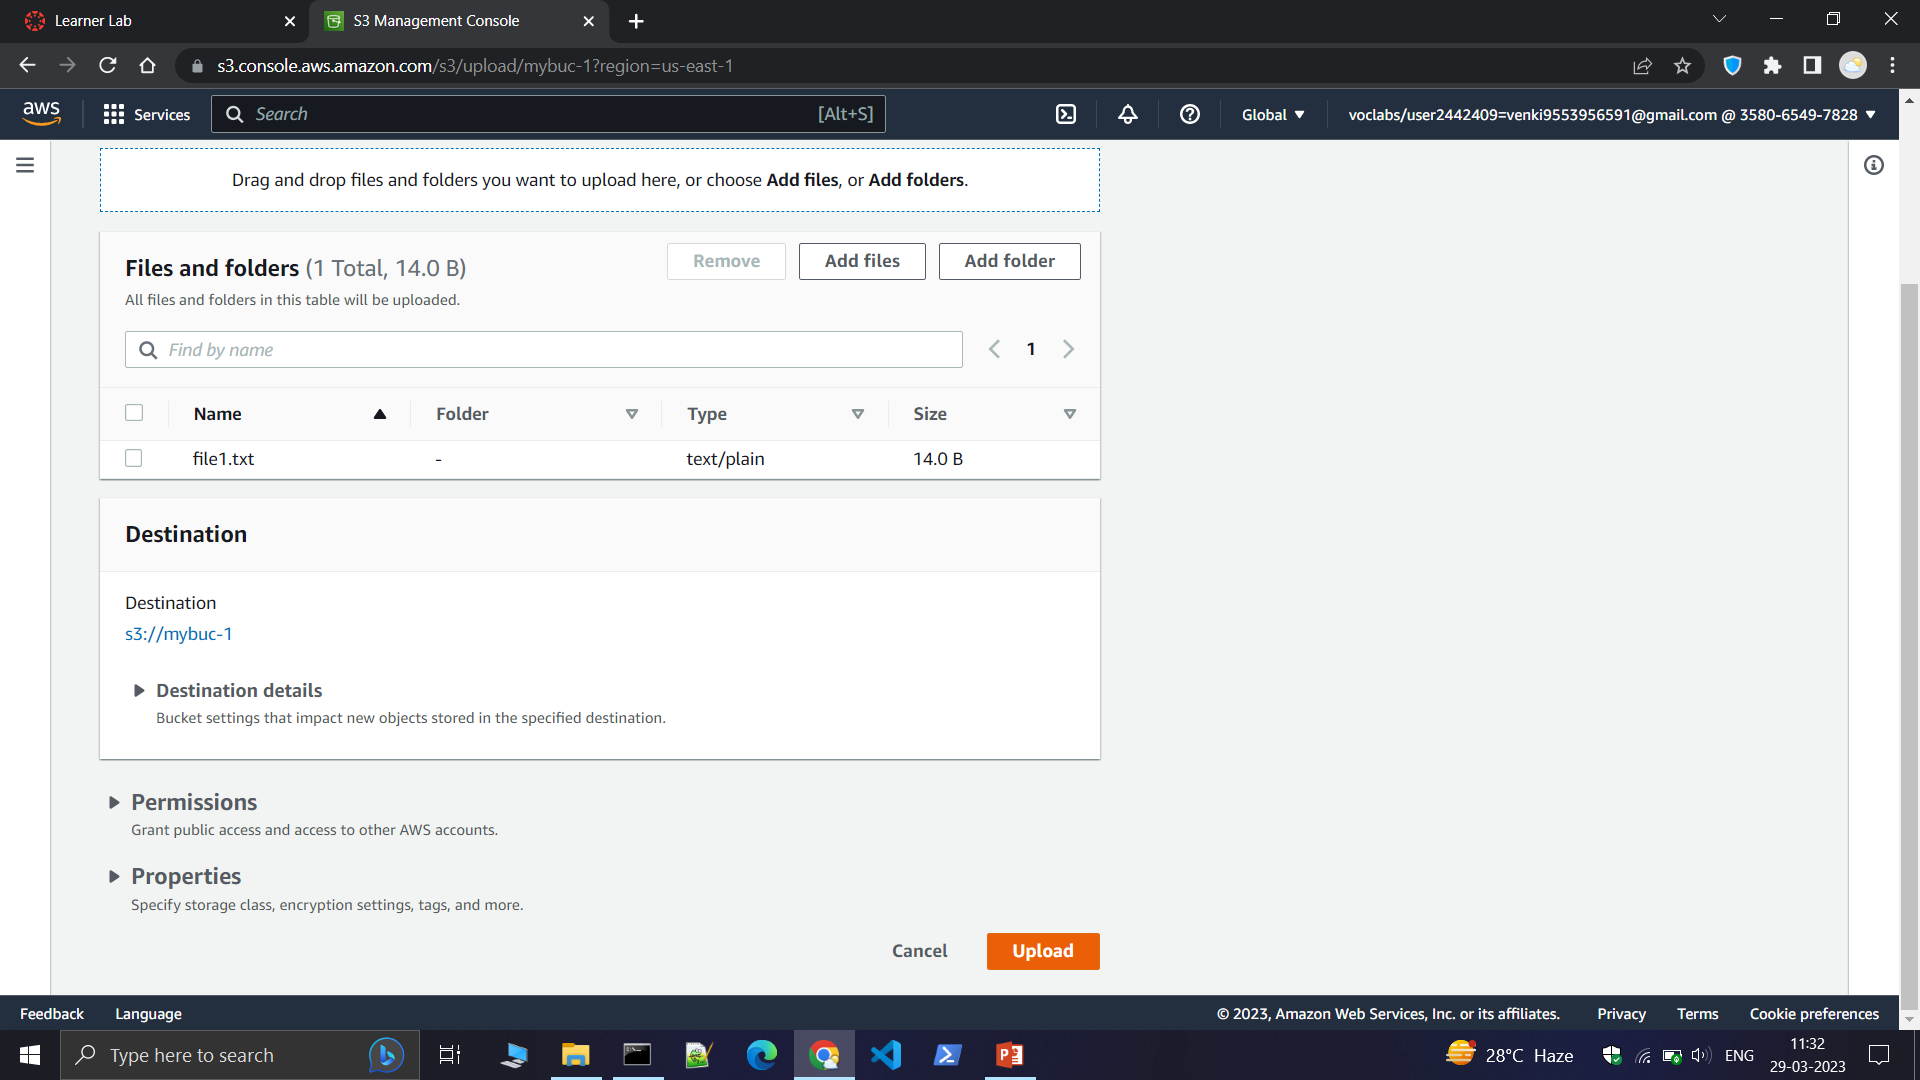 Learner Lab
S3 Management Console
s3.console.aws.amazon.com/s3/upload/mybuc-1?region=us-east-1
aws
Services
Search
[Alt+S]
Global
voclabs/user2442409=venki9553956591@gmail.com @ 3580-6549-7828
Drag and drop files and folders you want to upload here, or choose Add files, or Add folders.
Files and folders (1 Total, 14.0 B)
Remove
Add files
Add folder
All files and folders in this table will be uploaded.
Find by name
1
Name
Folder
Type
Size
file1.txt
-
text/plain
14.0 B
Destination
Destination
s3://mybuc-1
Destination details
Bucket settings that impact new objects stored in the specified destination.
Permissions
Grant public access and access to other AWS accounts.
Properties
Specify storage class, encryption settings, tags, and more.
Cancel
Upload
Feedback
Language
© 2023, Amazon Web Services, Inc. or its affiliates.
Privacy
Terms
Cookie preferences
Type here to search
28°C Haze
ENG
11:32
29-03-2023